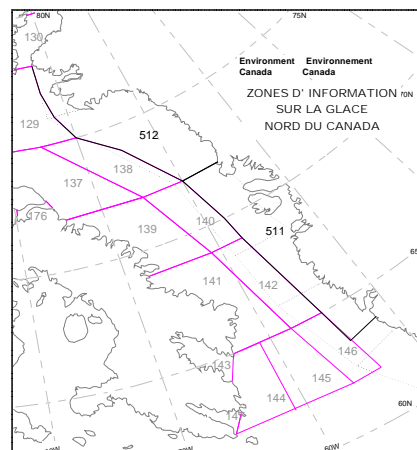 80N
75N
130
Environment Environnement
Canada Canada
ZONES D' INFORMATION 70N
SUR LA GLACE
NORD DU CANADA
129
512
138
137
176
140
139
511
65
141
142
143
146
145
144
60N
60W